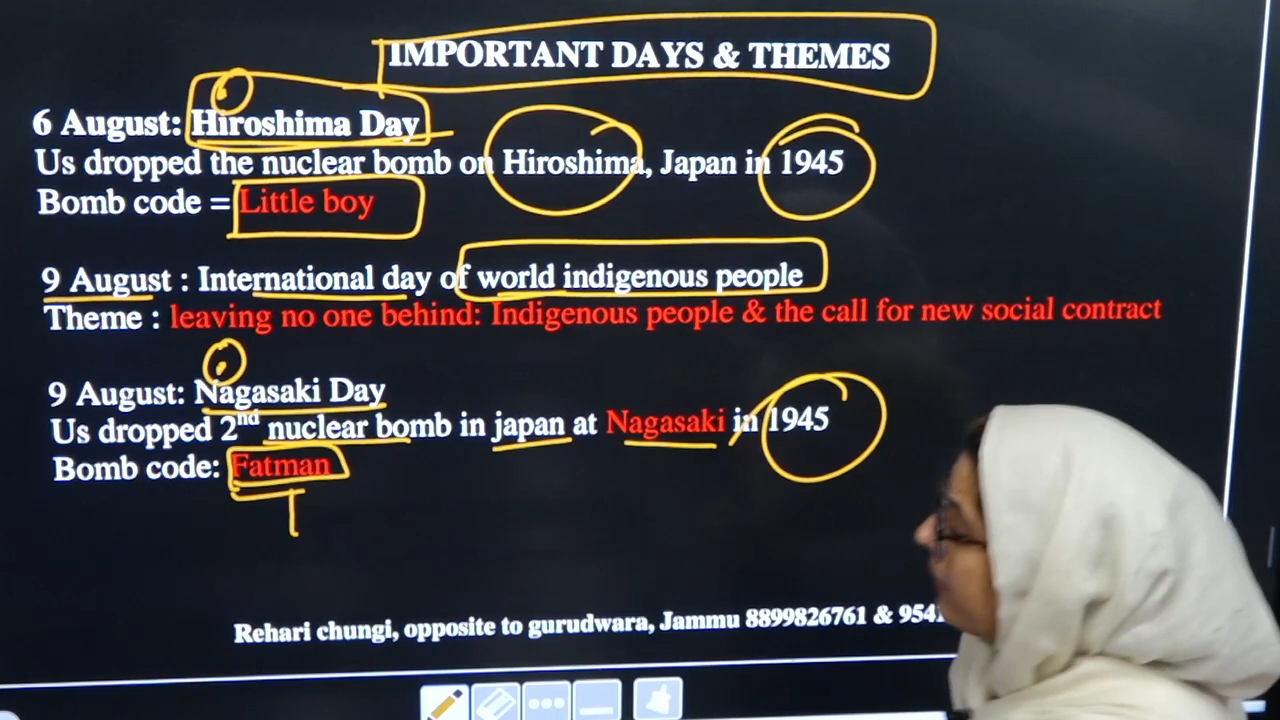 IMPORTANT DAYS & THEMES
6 August: Hiroshima Day
Us dropped the nuclear bomb on Hiroshima, Japan in 1945
Bomb code = Little boy
9 August : International day of world indigenous people
Theme : leaving no one behind: Indigenous people & the call for new social contract
9 August: Nagasaki Day
Us dropped 2nd nuclear bomb in japan at Nagasaki in 1945
Bomb code: Fatman
Rehari chungi, opposite to gurudwara, Jammu 8899826761 &